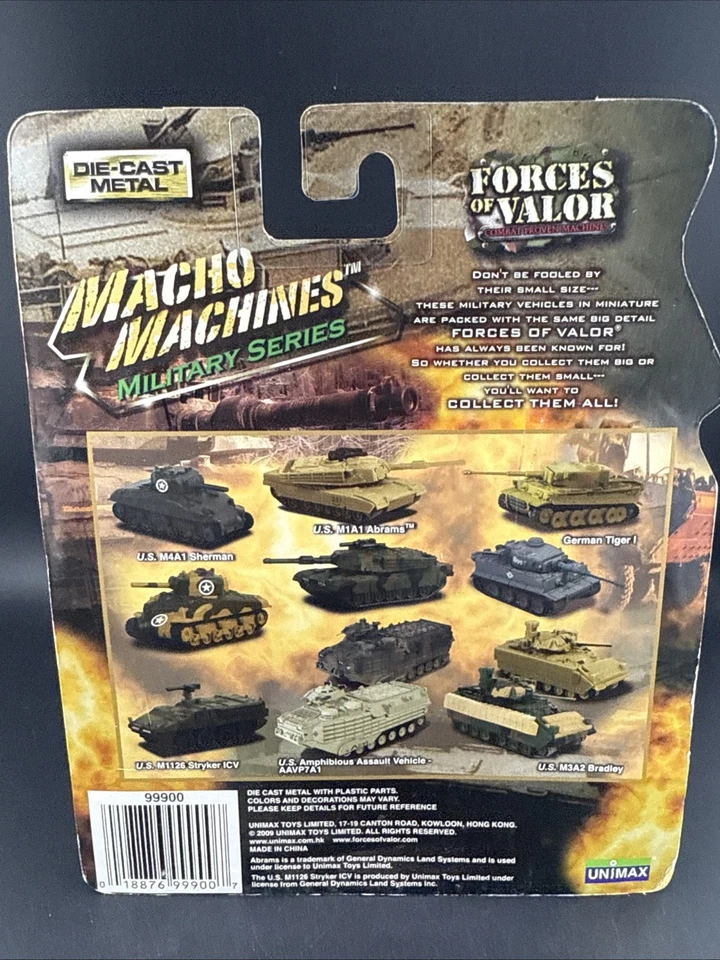 DIE-CAST
METAL
FORCES
OF VALOR
COMBAT PROVEN MACHINES
MACHO
MACHINES™
MILITARY SERIES
DON'T BE FOOLED BY
THEIR SMALL SIZE---
THESE MILITARY VEHICLES IN MINIATURE
ARE PACKED WITH THE SAME BIG DETAIL
FORCES OF VALOR®
HAS ALWAYS BEEN KNOWN FOR!
SO WHETHER YOU COLLECT THEM BIG OR
COLLECT THEM SMALL---
YOU'LL WANT TO
COLLECT THEM ALL!
U.S. M4A1 Sherman
U.S. M1A1 Abrams™
German Tiger I
U.S. M1126 Stryker ICV
U.S. Amphibious Assault Vehicle -
AAVP7A1
U.S. M3A2 Bradley
99900
0 18876 99900 7
DIE CAST METAL WITH PLASTIC PARTS.
COLORS AND DECORATIONS MAY VARY.
PLEASE KEEP DETAILS FOR FUTURE REFERENCE
UNIMAX TOYS LIMITED, 17-19 CANTON ROAD, KOWLOON, HONG KONG.
© 2009 UNIMAX TOYS LIMITED. ALL RIGHTS RESERVED.
www.unimax.com.hk www.forcesofvalor.com
MADE IN CHINA
Abrams is a trademark of General Dynamics Land Systems and is used
under license to Unimax Toys Limited.
The U.S. M1126 Stryker ICV is produced by Unimax Toys Limited under
license from General Dynamics Land Systems Inc.
UNIMAX